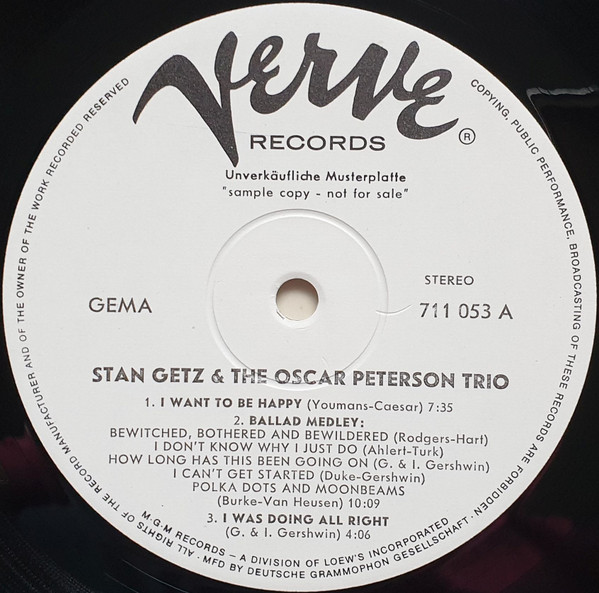 Verve
RECORDS ®
Unverkäufliche Musterplatte
"sample copy - not for sale"
GEMA
STEREO
711 053 A
STAN GETZ & THE OSCAR PETERSON TRIO
1. I WANT TO BE HAPPY (Youmans-Caesar) 7:35
2. BALLAD MEDLEY:
BEWITCHED, BOTHERED AND BEWILDERED (Rodgers-Hart)
I DON'T KNOW WHY I JUST DO (Ahlert-Turk)
HOW LONG HAS THIS BEEN GOING ON (G. & I. Gershwin)
I CAN'T GET STARTED (Duke-Gershwin)
POLKA DOTS AND MOONBEAMS
(Burke-Van Heusen) 10:09
3. I WAS DOING ALL RIGHT
(G. & I. Gershwin) 4:06
M·G·M RECORDS – A DIVISION OF LOEW'S INCORPORATED
· ALL RIGHTS OF THE RECORD MANUFACTURER AND OF THE OWNER OF THE WORK RECORDED RESERVED
COPYING, PUBLIC PERFORMANCE, BROADCASTING OF THESE RECORDS ARE FORBIDDEN ·
MFD BY DEUTSCHE GRAMMOPHON GESELLSCHAFT ·